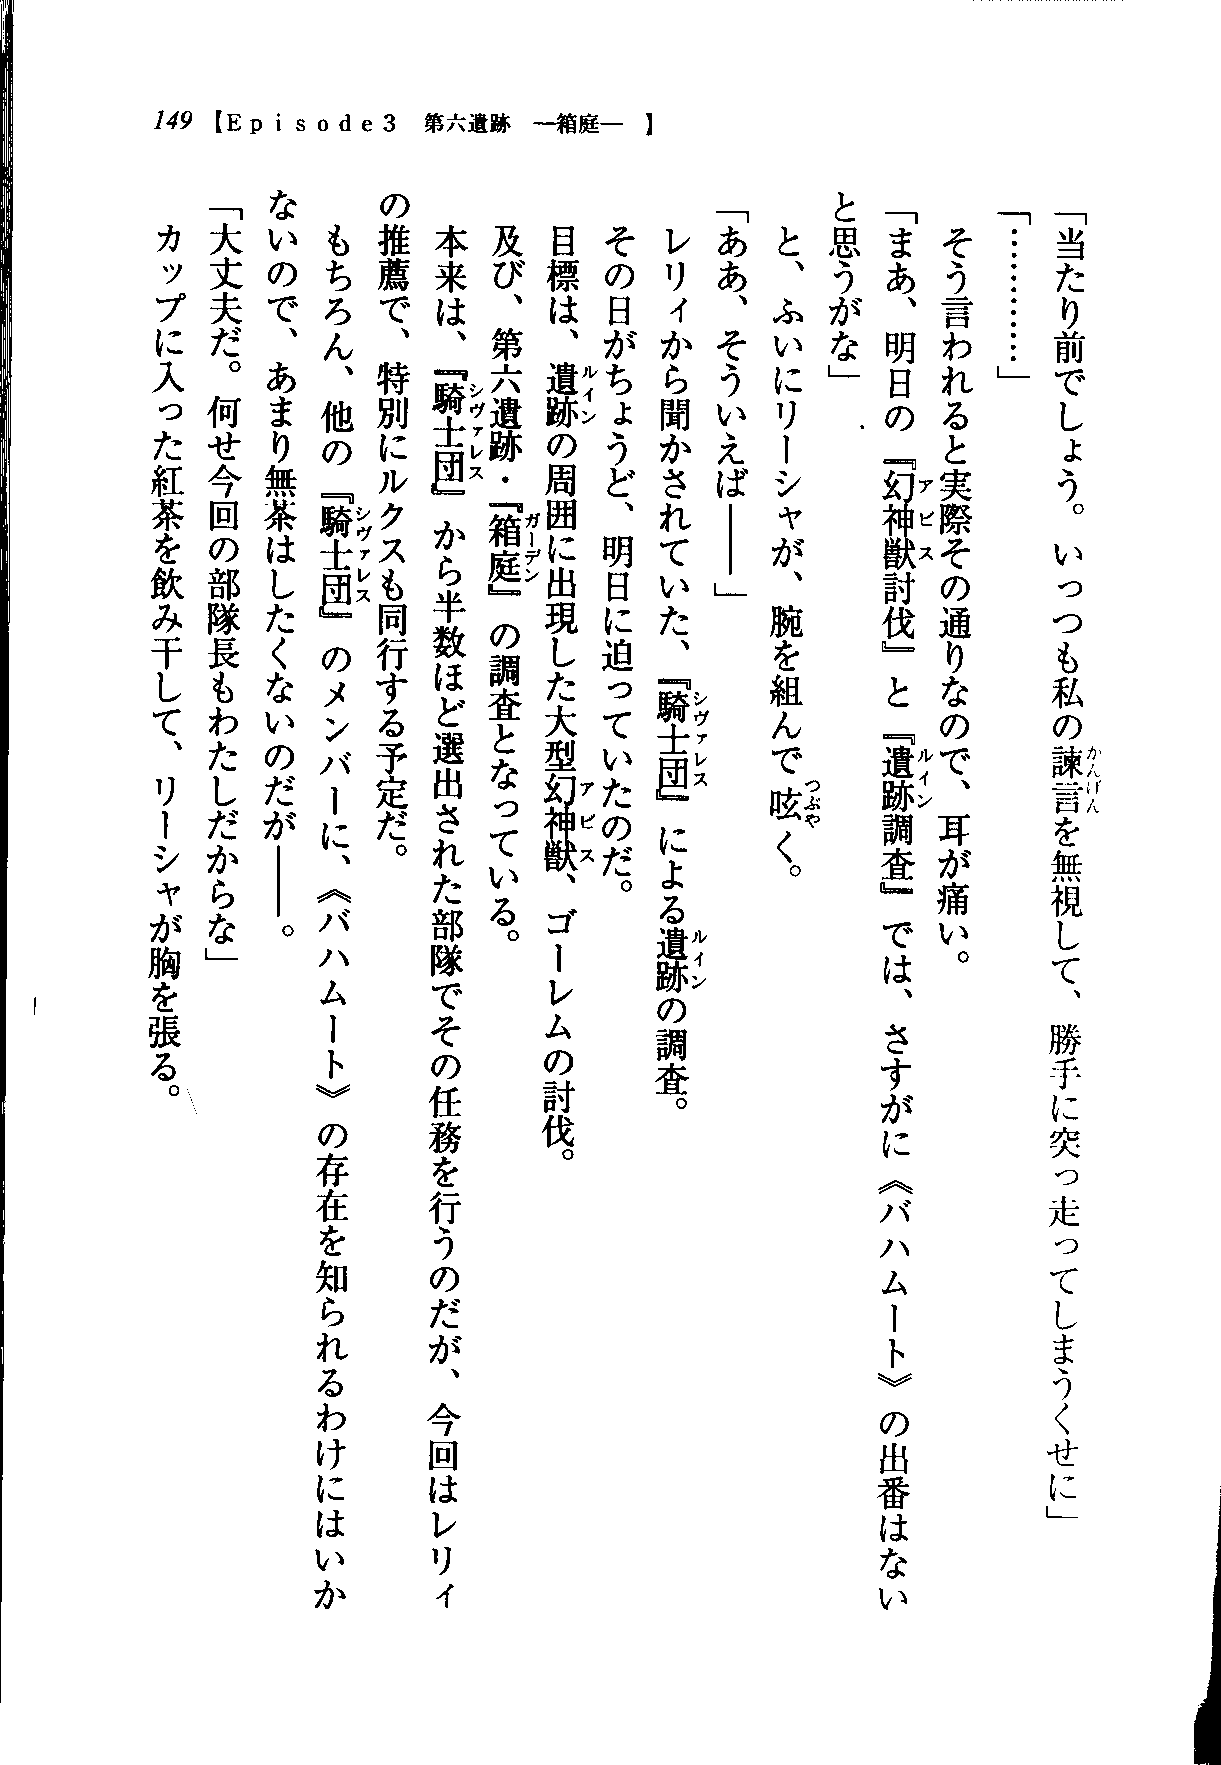 149 【Episode3　第六遺跡　―箱庭―　】
「当たり前でしょう。いっつも私の諫言を無視して、勝手に突っ走ってしまうくせに」
「…………」
そう言われると実際その通りなので、耳が痛い。
「まあ、明日の『幻神獣討伐』と『遺跡調査』では、さすがに《バハムート》の出番はない
と思うがな」
と、ふいにリーシャが、腕を組んで呟く。
「ああ、そういえば――」
レリィから聞かされていた、『騎士団』による遺跡の調査。
その日がちょうど、明日に迫っていたのだ。
目標は、遺跡の周囲に出現した大型幻神獣、ゴーレムの討伐。
及び、第六遺跡・『箱庭』の調査となっている。
本来は、『騎士団』から半数ほど選出された部隊でその任務を行うのだが、今回はレリィ
の推薦で、特別にルクスも同行する予定だ。
もちろん、他の『騎士団』のメンバーに、《バハムート》の存在を知られるわけにはいか
ないので、あまり無茶はしたくないのだが――。
「大丈夫だ。何せ今回の部隊長もわたしだからな」
カップに入った紅茶を飲み干して、リーシャが胸を張る。